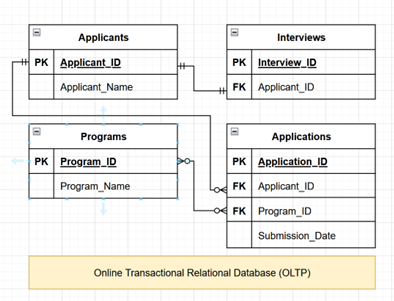 Applicants
PK Applicant_ID
Applicant_Name
Interviews
PK Interview_ID
FK Applicant_ID
Programs
PK Program_ID
Program_Name
Applications
PK Application_ID
FK Applicant_ID
FK Program_ID
Submission_Date
Online Transactional Relational Database (OLTP)